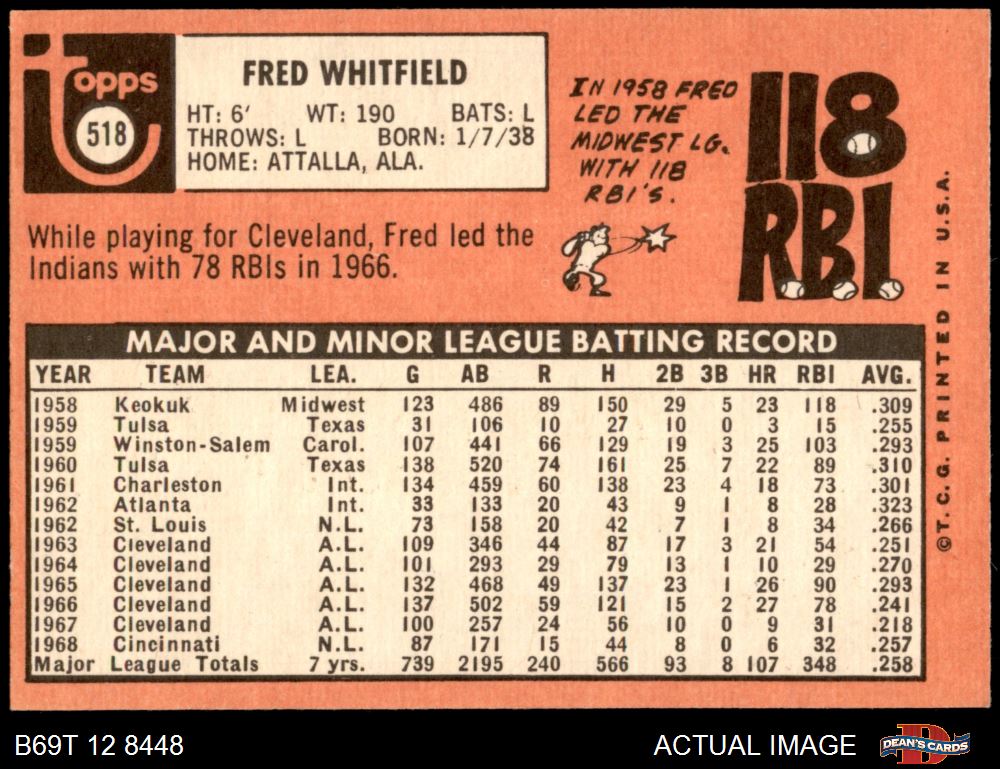 Topps
518
FRED WHITFIELD
HT: 6' WT: 190 BATS: L
THROWS: L BORN: 1/7/38
HOME: ATTALLA, ALA.
While playing for Cleveland, Fred led the
Indians with 78 RBIs in 1966.
IN 1958 FRED
LED THE
MIDWEST LG.
WITH 118
RBI'S.
118
RBI
MAJOR AND MINOR LEAGUE BATTING RECORD
YEAR TEAM LEA. G AB R H 2B 3B HR RBI AVG.
1958 Keokuk Midwest 123 486 89 150 29 5 23 118 .309
1959 Tulsa Texas 31 106 10 27 10 0 3 15 .255
1959 Winston-Salem Carol. 107 441 66 129 19 3 25 103 .293
1960 Tulsa Texas 138 520 74 161 25 7 22 89 .310
1961 Charleston Int. 134 459 60 138 23 4 18 73 .301
1962 Atlanta Int. 33 133 20 43 9 1 8 28 .323
1962 St. Louis N.L. 73 158 20 42 7 1 8 34 .266
1963 Cleveland A.L. 109 346 44 87 17 3 21 54 .251
1964 Cleveland A.L. 101 293 29 79 13 1 10 29 .270
1965 Cleveland A.L. 132 468 49 137 23 1 26 90 .293
1966 Cleveland A.L. 137 502 59 121 15 2 27 78 .241
1967 Cleveland A.L. 100 257 24 56 10 0 9 31 .218
1968 Cincinnati N.L. 87 171 15 44 8 0 6 32 .257
Major League Totals 7 yrs. 739 2195 240 566 93 8 107 348 .258
©T.C.G. PRINTED IN U.S.A.
B69T 12 8448
ACTUAL IMAGE
DEAN'S CARDS